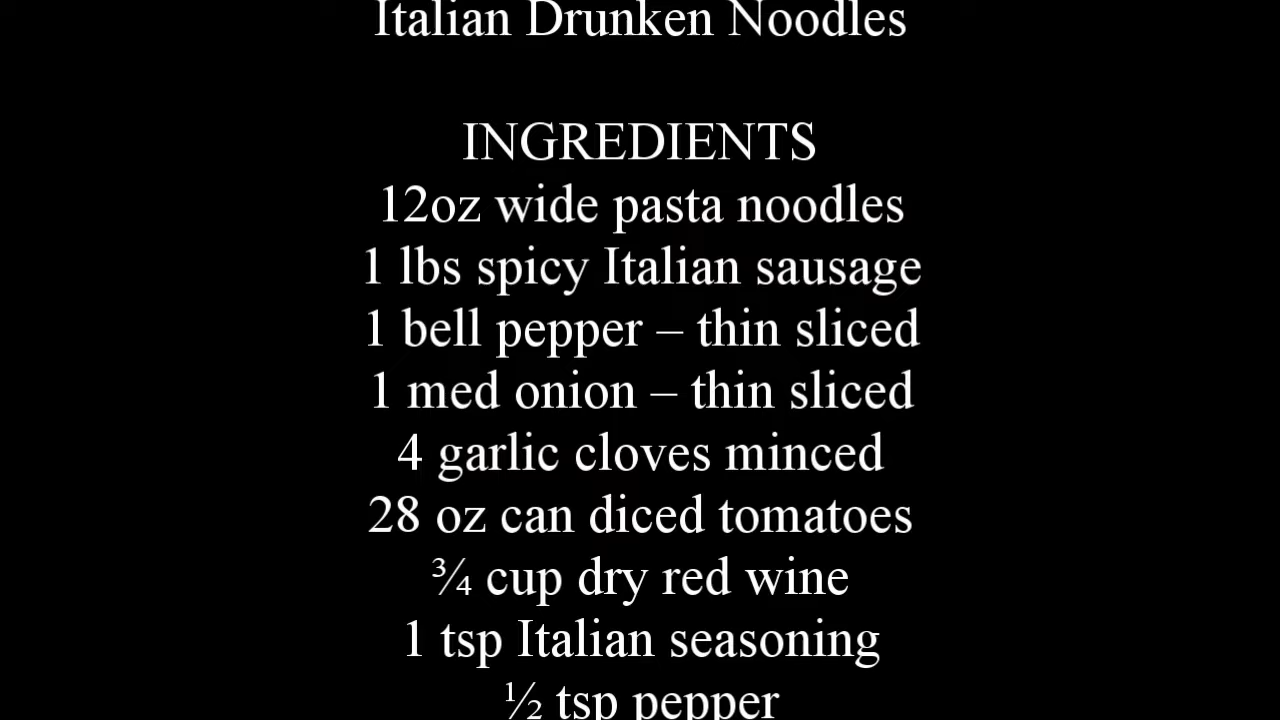 Italian Drunken Noodles
INGREDIENTS
12oz wide pasta noodles
1 lbs spicy Italian sausage
1 bell pepper – thin sliced
1 med onion – thin sliced
4 garlic cloves minced
28 oz can diced tomatoes
¾ cup dry red wine
1 tsp Italian seasoning
½ tsp pepper